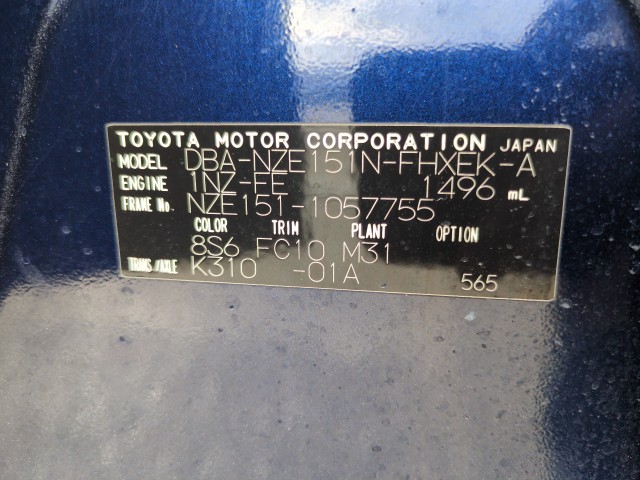 TOYOTA MOTOR CORPORATION JAPAN
MODEL DBA-NZE151N-FHXEK-A
ENGINE 1NZ-FE 1496 mL
FRAME No. NZE151-1057755
COLOR TRIM PLANT OPTION
8S6 FC10 M31
TRANS./AXLE K310 -01A 565